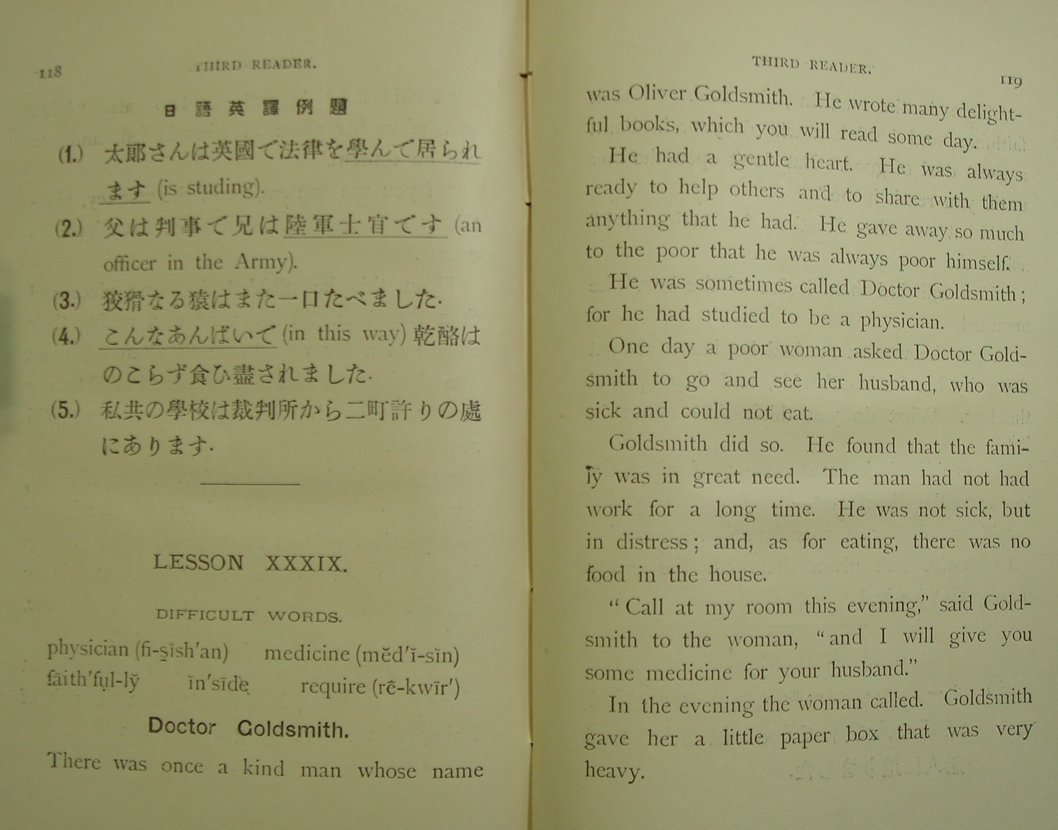 118
THIRD READER.
日語英譯例題
(1.) 太郎さんは英國で法律を學んで居られ
ます (is studing).
(2.) 父は判事で兄は陸軍士官です (an
officer in the Army).
(3.) 狡猾なる猿はまた一口たべました.
(4.) こんなあんばいで (in this way) 乾酪は
のこらず食ひ盡されました.
(5.) 私共の學校は裁判所から二町許りの處
にあります.
LESSON XXXIX.
DIFFICULT WORDS.
physician (fi-sish'an) medicine (mĕd'ĭ-sĭn)
fāith'fụl-lў in'sīde require (rē-kwīr')
Doctor Goldsmith.
There was once a kind man whose name
THIRD READER.
119
was Oliver Goldsmith. He wrote many delight-
ful books, which you will read some day.
He had a gentle heart. He was always
ready to help others and to share with them
anything that he had. He gave away so much
to the poor that he was always poor himself.
He was sometimes called Doctor Goldsmith;
for he had studied to be a physician.
One day a poor woman asked Doctor Gold-
smith to go and see her husband, who was
sick and could not eat.
Goldsmith did so. He found that the fami-
ly was in great need. The man had not had
work for a long time. He was not sick, but
in distress; and, as for eating, there was no
food in the house.
"Call at my room this evening," said Gold-
smith to the woman, "and I will give you
some medicine for your husband."
In the evening the woman called. Goldsmith
gave her a little paper box that was very
heavy.